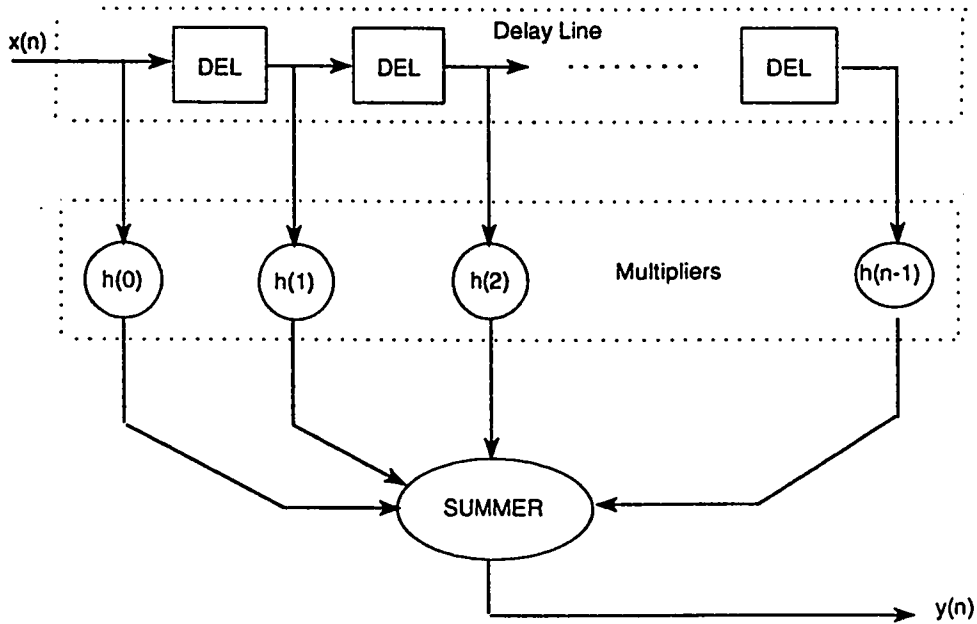 Delay Line
x(n)
DEL
DEL
DEL
h(0)
h(1)
h(2)
Multipliers
h(n-1)
SUMMER
y(n)